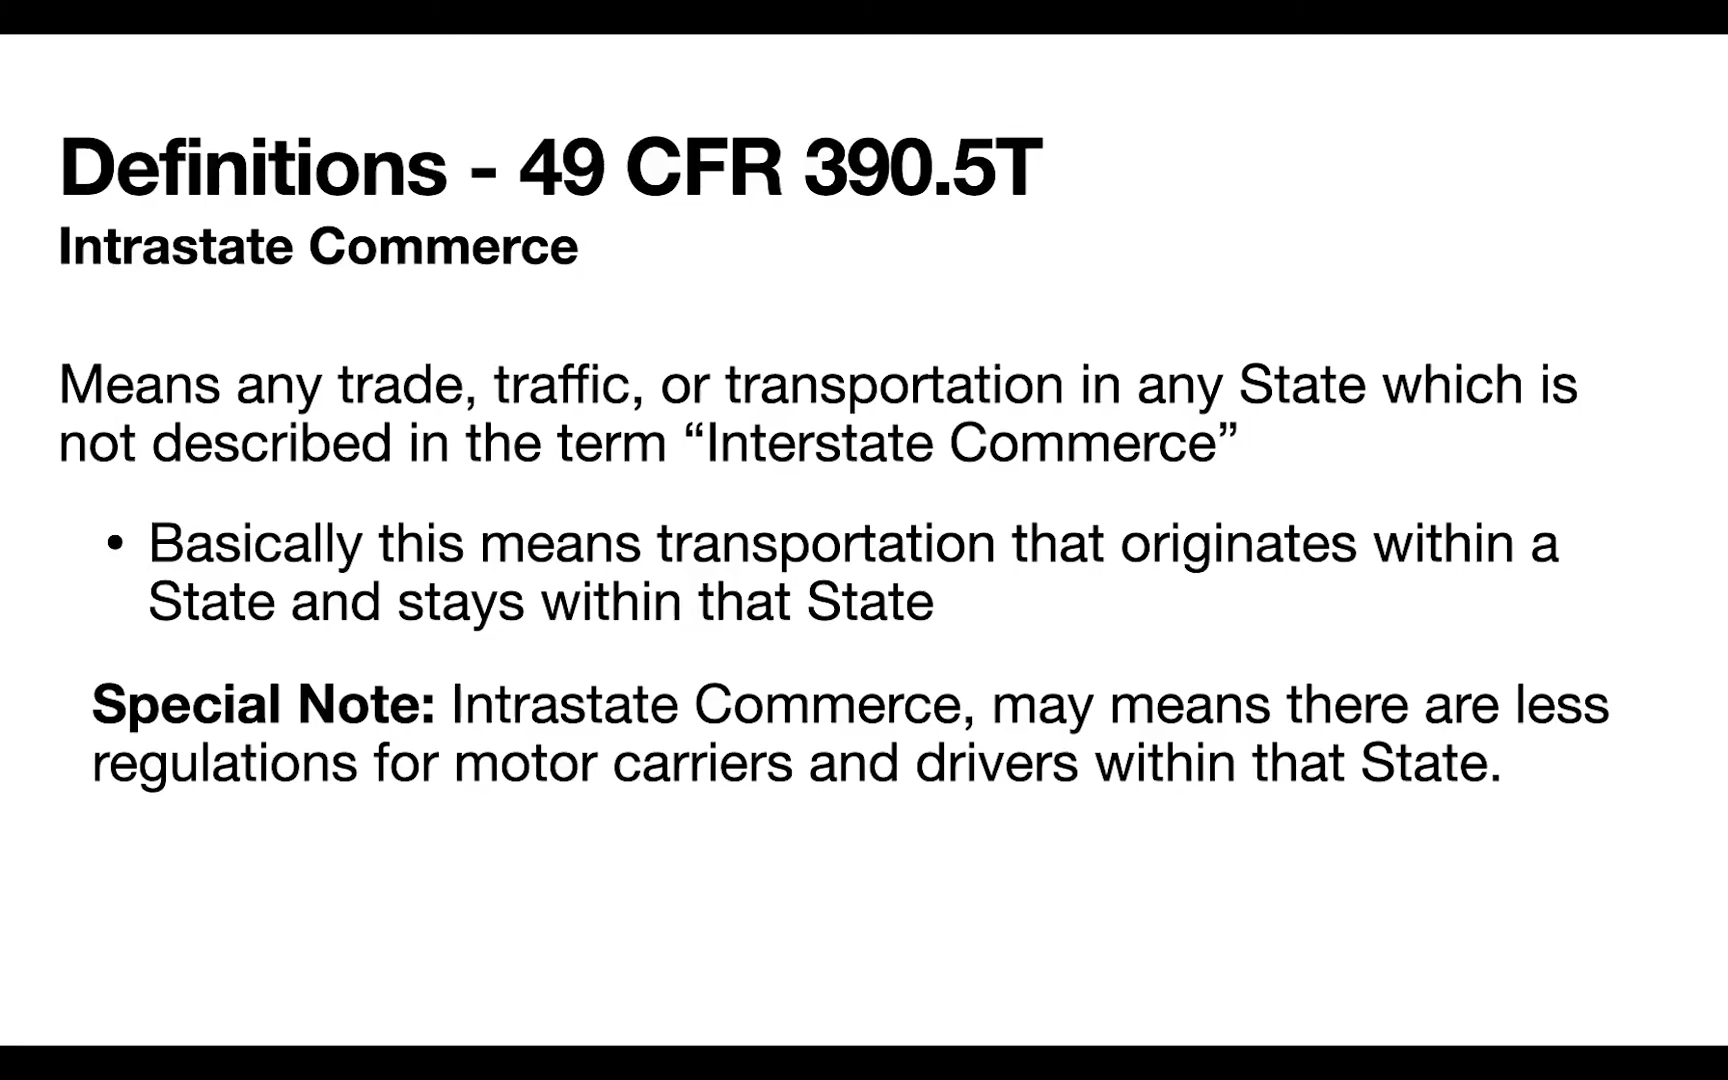 Definitions - 49 CFR 390.5T
Intrastate Commerce
Means any trade, traffic, or transportation in any State which is
not described in the term “Interstate Commerce”
• Basically this means transportation that originates within a
State and stays within that State
Special Note: Intrastate Commerce, may means there are less
regulations for motor carriers and drivers within that State.